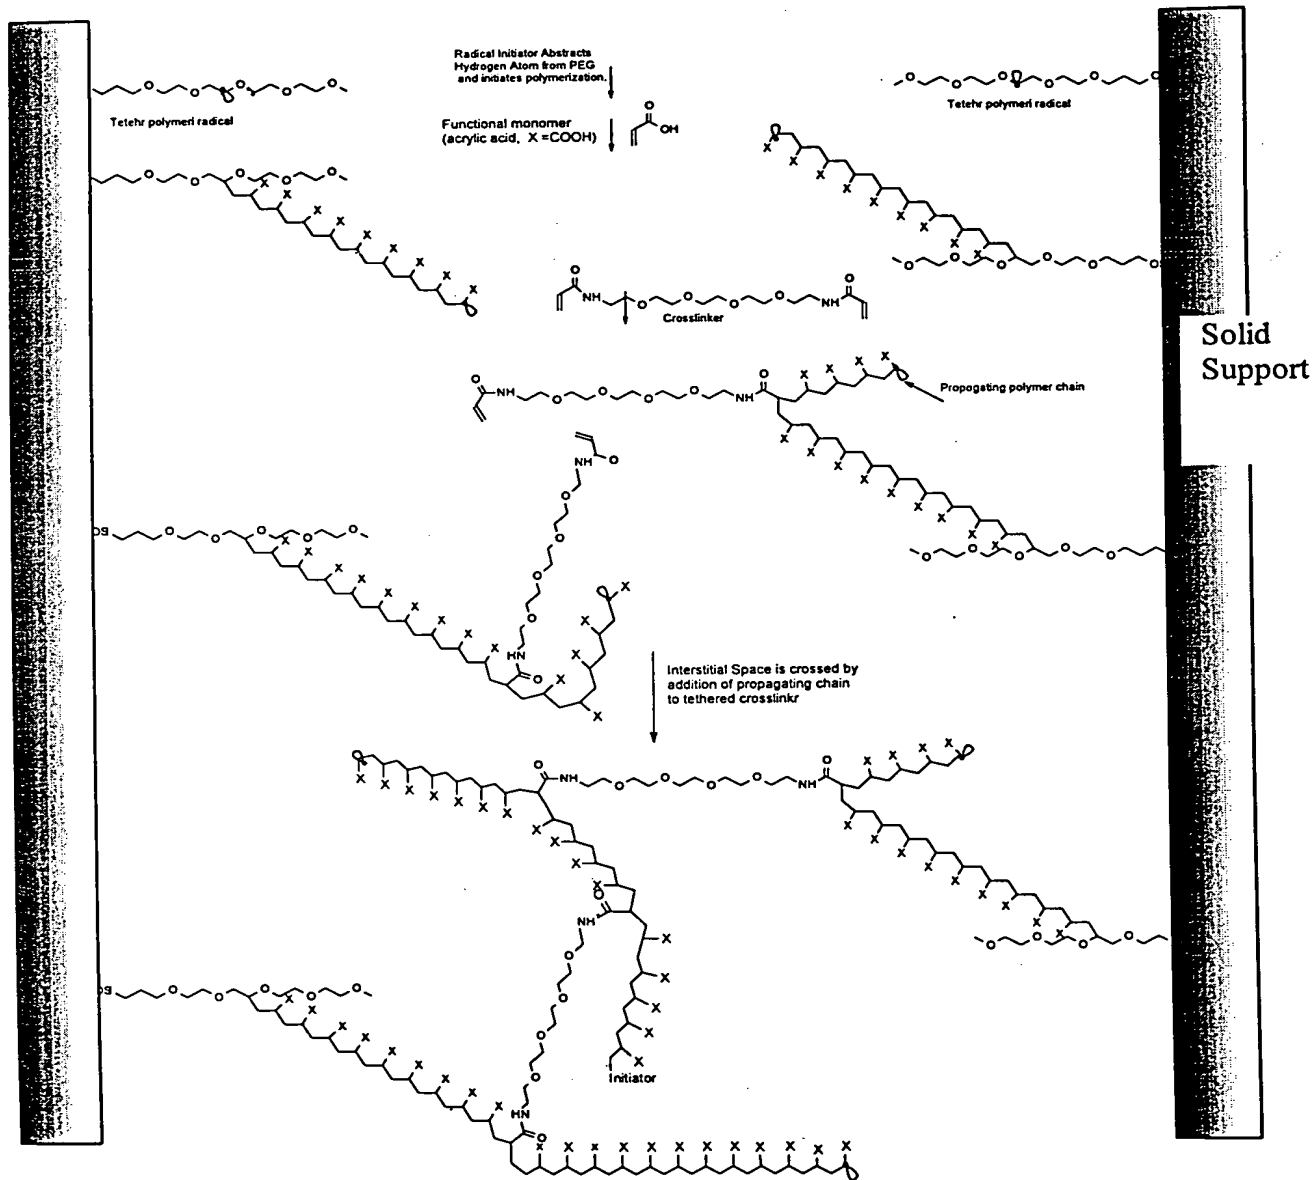 Radical Initiator Abstracts
Hydrogen Atom from PEG
and initiates polymerization.
Tetehr polymeri radical
Tetehr polymeri radical
Functional monomer
(acrylic acid, X =COOH)
Crosslinker
Solid
Support
Propogating polymer chain
Interstitial Space is crossed by
addition of propagating chain
to tethered crosslinkr
Initiator